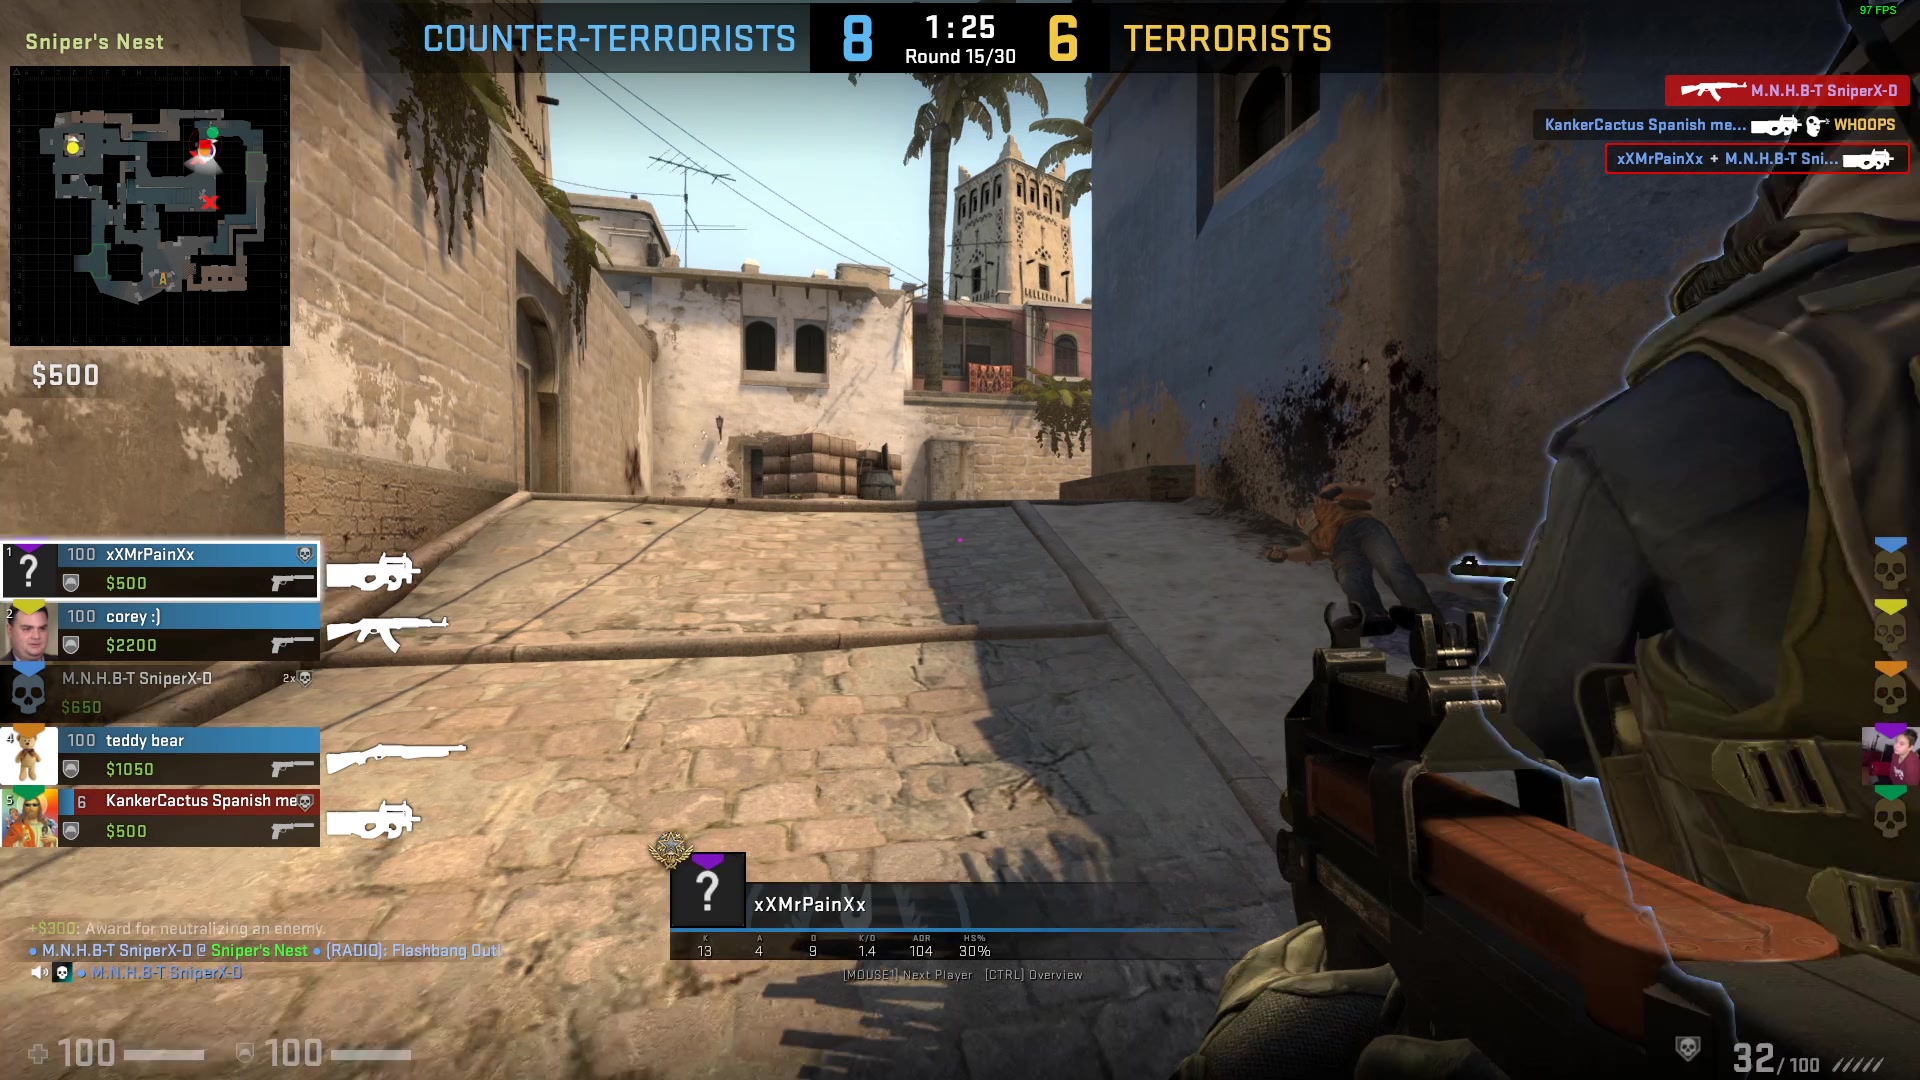 97 FPS
Sniper's Nest
COUNTER-TERRORISTS 8 1:25 6 TERRORISTS
Round 15/30
M.N.H.B-T SniperX-D
KankerCactus Spanish me... WHOOPS
xXMrPainXx + M.N.H.B-T Sni...
A
$500
1 100 xXMrPainXx
? $500
2 100 corey :)
$2200
M.N.H.B-T SniperX-D 2x
$650
4 100 teddy bear
$1050
5 6 KankerCactus Spanish me
$500
? xXMrPainXx
K A D K/D ADR HS%
13 4 9 1.4 104 30%
[MOUSE1] Next Player [CTRL] Overview
+$300: Award for neutralizing an enemy.
● M.N.H.B-T SniperX-D @ Sniper's Nest ● (RADIO): Flashbang Out!
● M.N.H.B-T SniperX-D
100 100
32/100